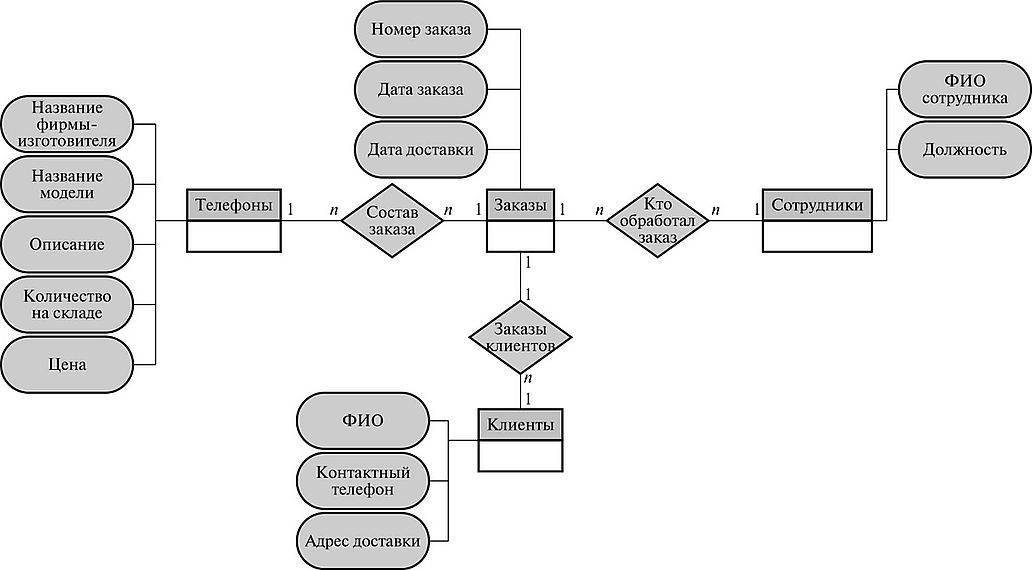 Номер заказа
Дата заказа
Дата доставки
Название
фирмы-
изготовителя
Название
модели
Описание
Количество
на складе
Цена
Телефоны
1
n
Состав
заказа
n
1
Заказы
1
n
Кто
обработал
заказ
n
1
Сотрудники
ФИО
сотрудника
Должность
1
1
Заказы
клиентов
n
1
Клиенты
ФИО
Контактный
телефон
Адрес доставки